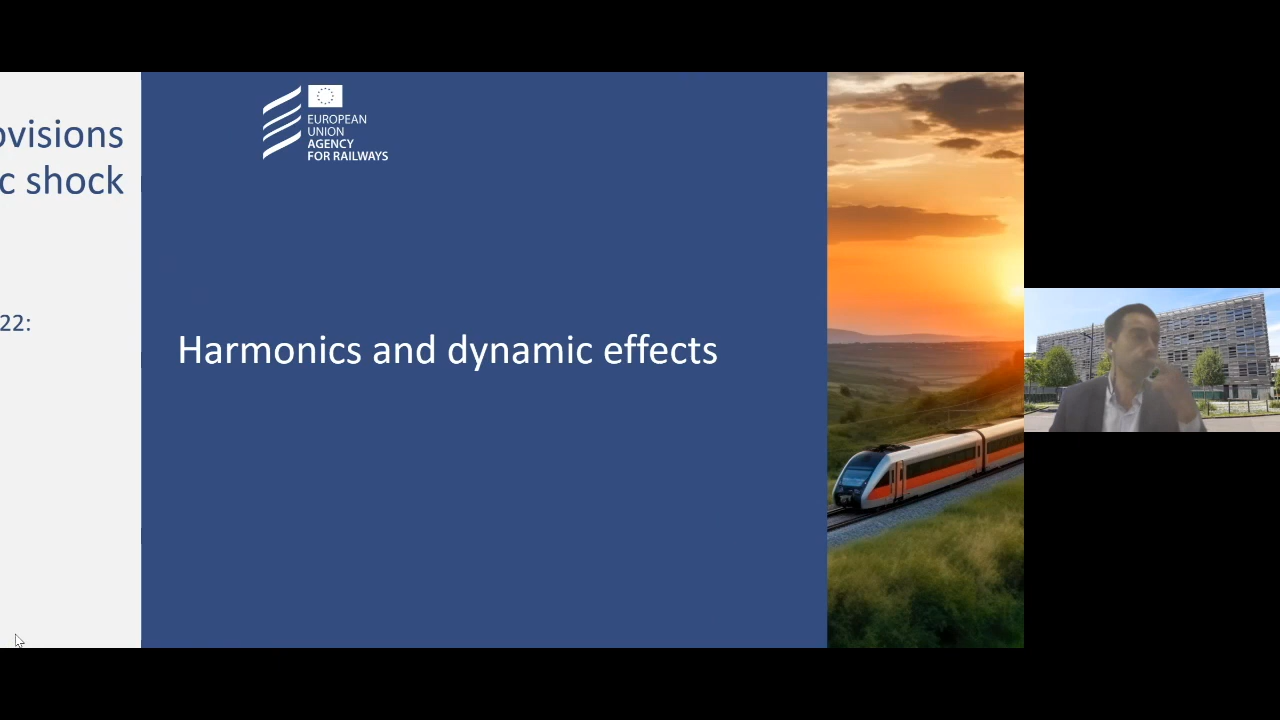 ovisions
c shock
22:
EUROPEAN
UNION
AGENCY
FOR RAILWAYS
Harmonics and dynamic effects